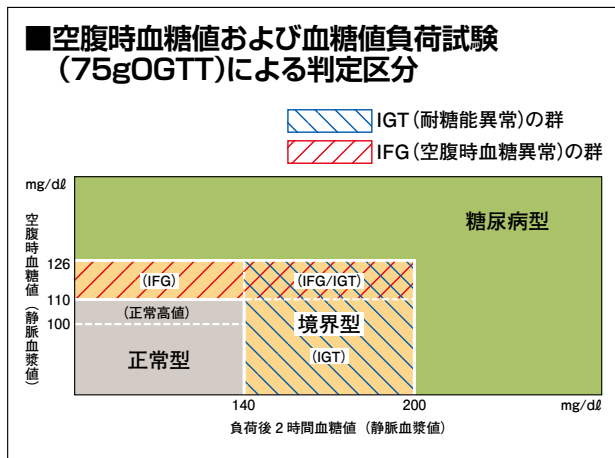 ■空腹時血糖値および血糖値負荷試験
(75gOGTT)による判定区分
IGT(耐糖能異常)の群
IFG(空腹時血糖異常)の群
mg/dℓ
空腹時血糖値(静脈血漿値)
糖尿病型
126
(IFG)
(IFG/IGT)
110
(正常高値)
境界型
100
正常型
(IGT)
140
200
mg/dℓ
負荷後2時間血糖値(静脈血漿値)